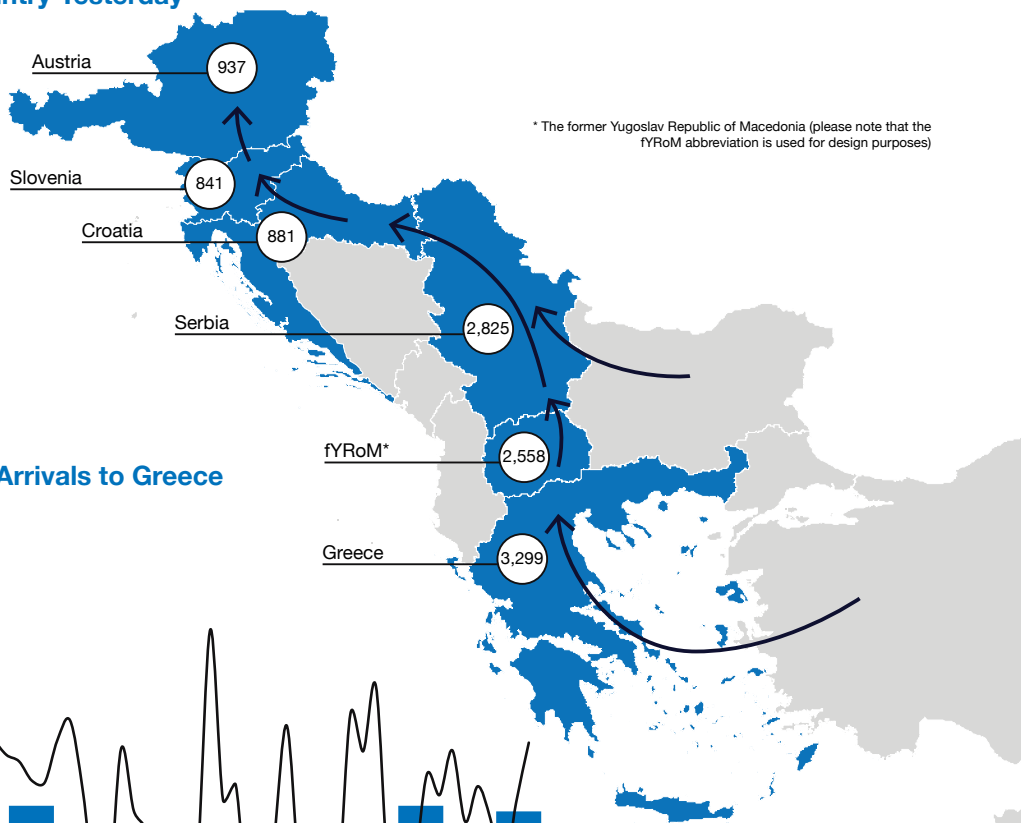 Yesterday
Austria
937
* The former Yugoslav Republic of Macedonia (please note that the
fYRoM abbreviation is used for design purposes)
Slovenia
841
Croatia
881
Serbia
2,825
fYRoM*
2,558
Arrivals to Greece
Greece
3,299